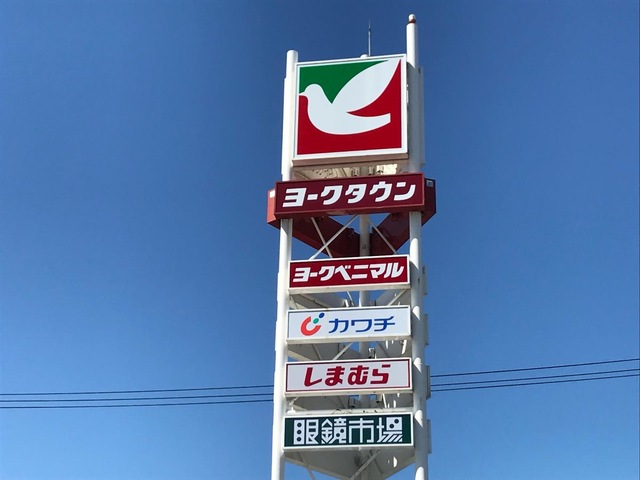 ヨークタウン
ヨークベニマル
カワチ
しまむら
眼鏡市場